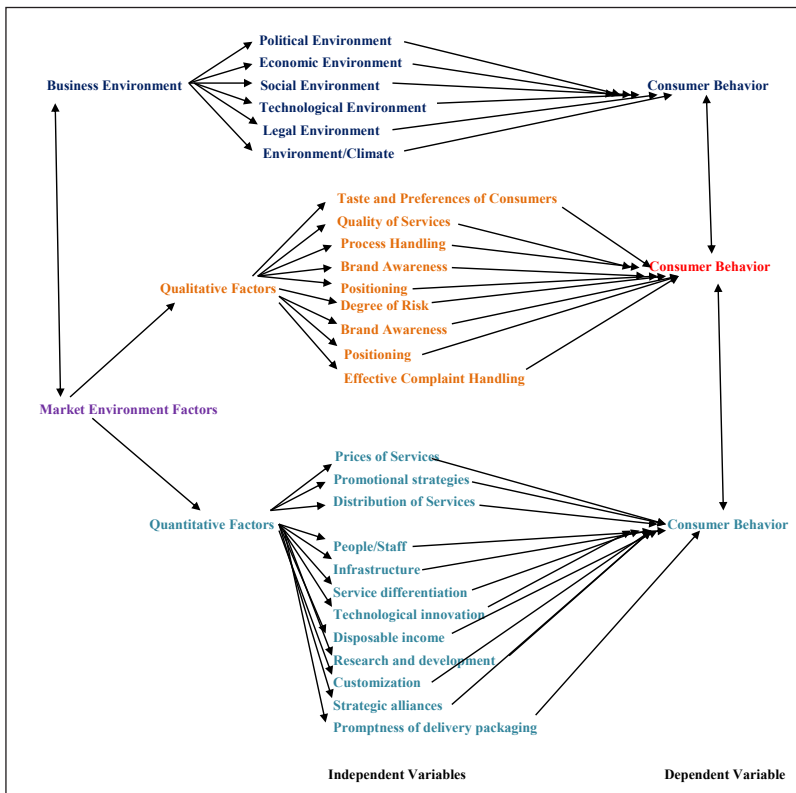 Political Environment
Economic Environment
Business Environment
Social Environment
Consumer Behavior
Technological Environment
Legal Environment
Environment/Climate
Taste and Preferences of Consumers
Quality of Services
Process Handling
Brand Awareness
Consumer Behavior
Qualitative Factors
Positioning
Degree of Risk
Brand Awareness
Positioning
Effective Complaint Handling
Market Environment Factors
Prices of Services
Promotional strategies
Distribution of Services
Quantitative Factors
Consumer Behavior
People/Staff
Infrastructure
Service differentiation
Technological innovation
Disposable income
Research and development
Customization
Strategic alliances
Promptness of delivery packaging
Independent Variables
Dependent Variable